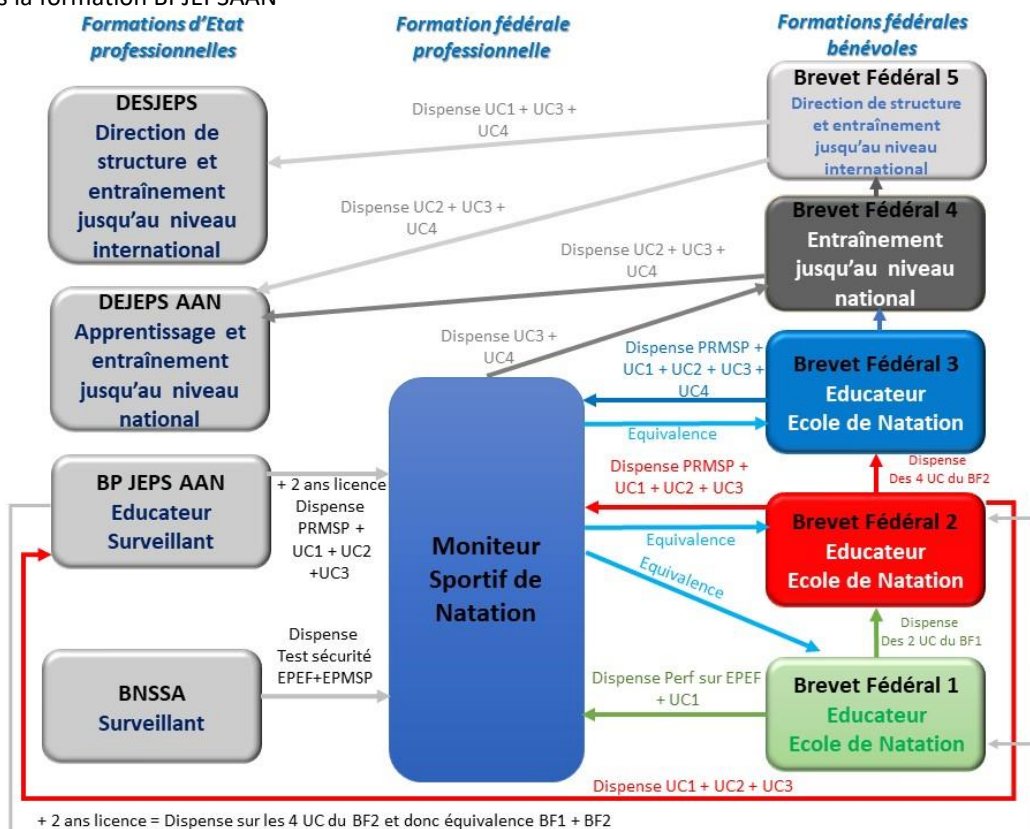 s la formation BPJEPSAAN
Formations d'Etat
professionnelles
Formation fédérale
professionnelle
Formations fédérales
bénévoles
DESJEPS
Direction de
structure et
entraînement
jusqu'au niveau
international
Dispense UC1 + UC3 +
UC4
Brevet Fédéral 5
Direction de structure
et entraînement
jusqu'au niveau
international
Dispense UC2 + UC3 +
UC4
Brevet Fédéral 4
Entraînement
jusqu'au niveau
national
Dispense UC2 + UC3 +
UC4
DEJEPS AAN
Apprentissage et
entraînement
jusqu'au niveau
national
Dispense UC3 +
UC4
Dispense PRMSP +
UC1 + UC2 + UC3 +
UC4
Brevet Fédéral 3
Educateur
Ecole de Natation
Equivalence
Dispense
Des 4 UC du BF2
BP JEPS AAN
Educateur
Surveillant
+ 2 ans licence
Dispense
PRMSP +
UC1 + UC2
+UC3
Moniteur
Sportif de
Natation
Dispense PRMSP +
UC1 + UC2 + UC3
Equivalence
Equivalence
Brevet Fédéral 2
Educateur
Ecole de Natation
Dispense
Des 2 UC du BF1
BNSSA
Surveillant
Dispense
Test sécurité
EPEF+EPMSP
Dispense Perf sur EPEF
+ UC1
Brevet Fédéral 1
Educateur
Ecole de Natation
Dispense UC1 + UC2 + UC3
+ 2 ans licence = Dispense sur les 4 UC du BF2 et donc équivalence BF1 + BF2